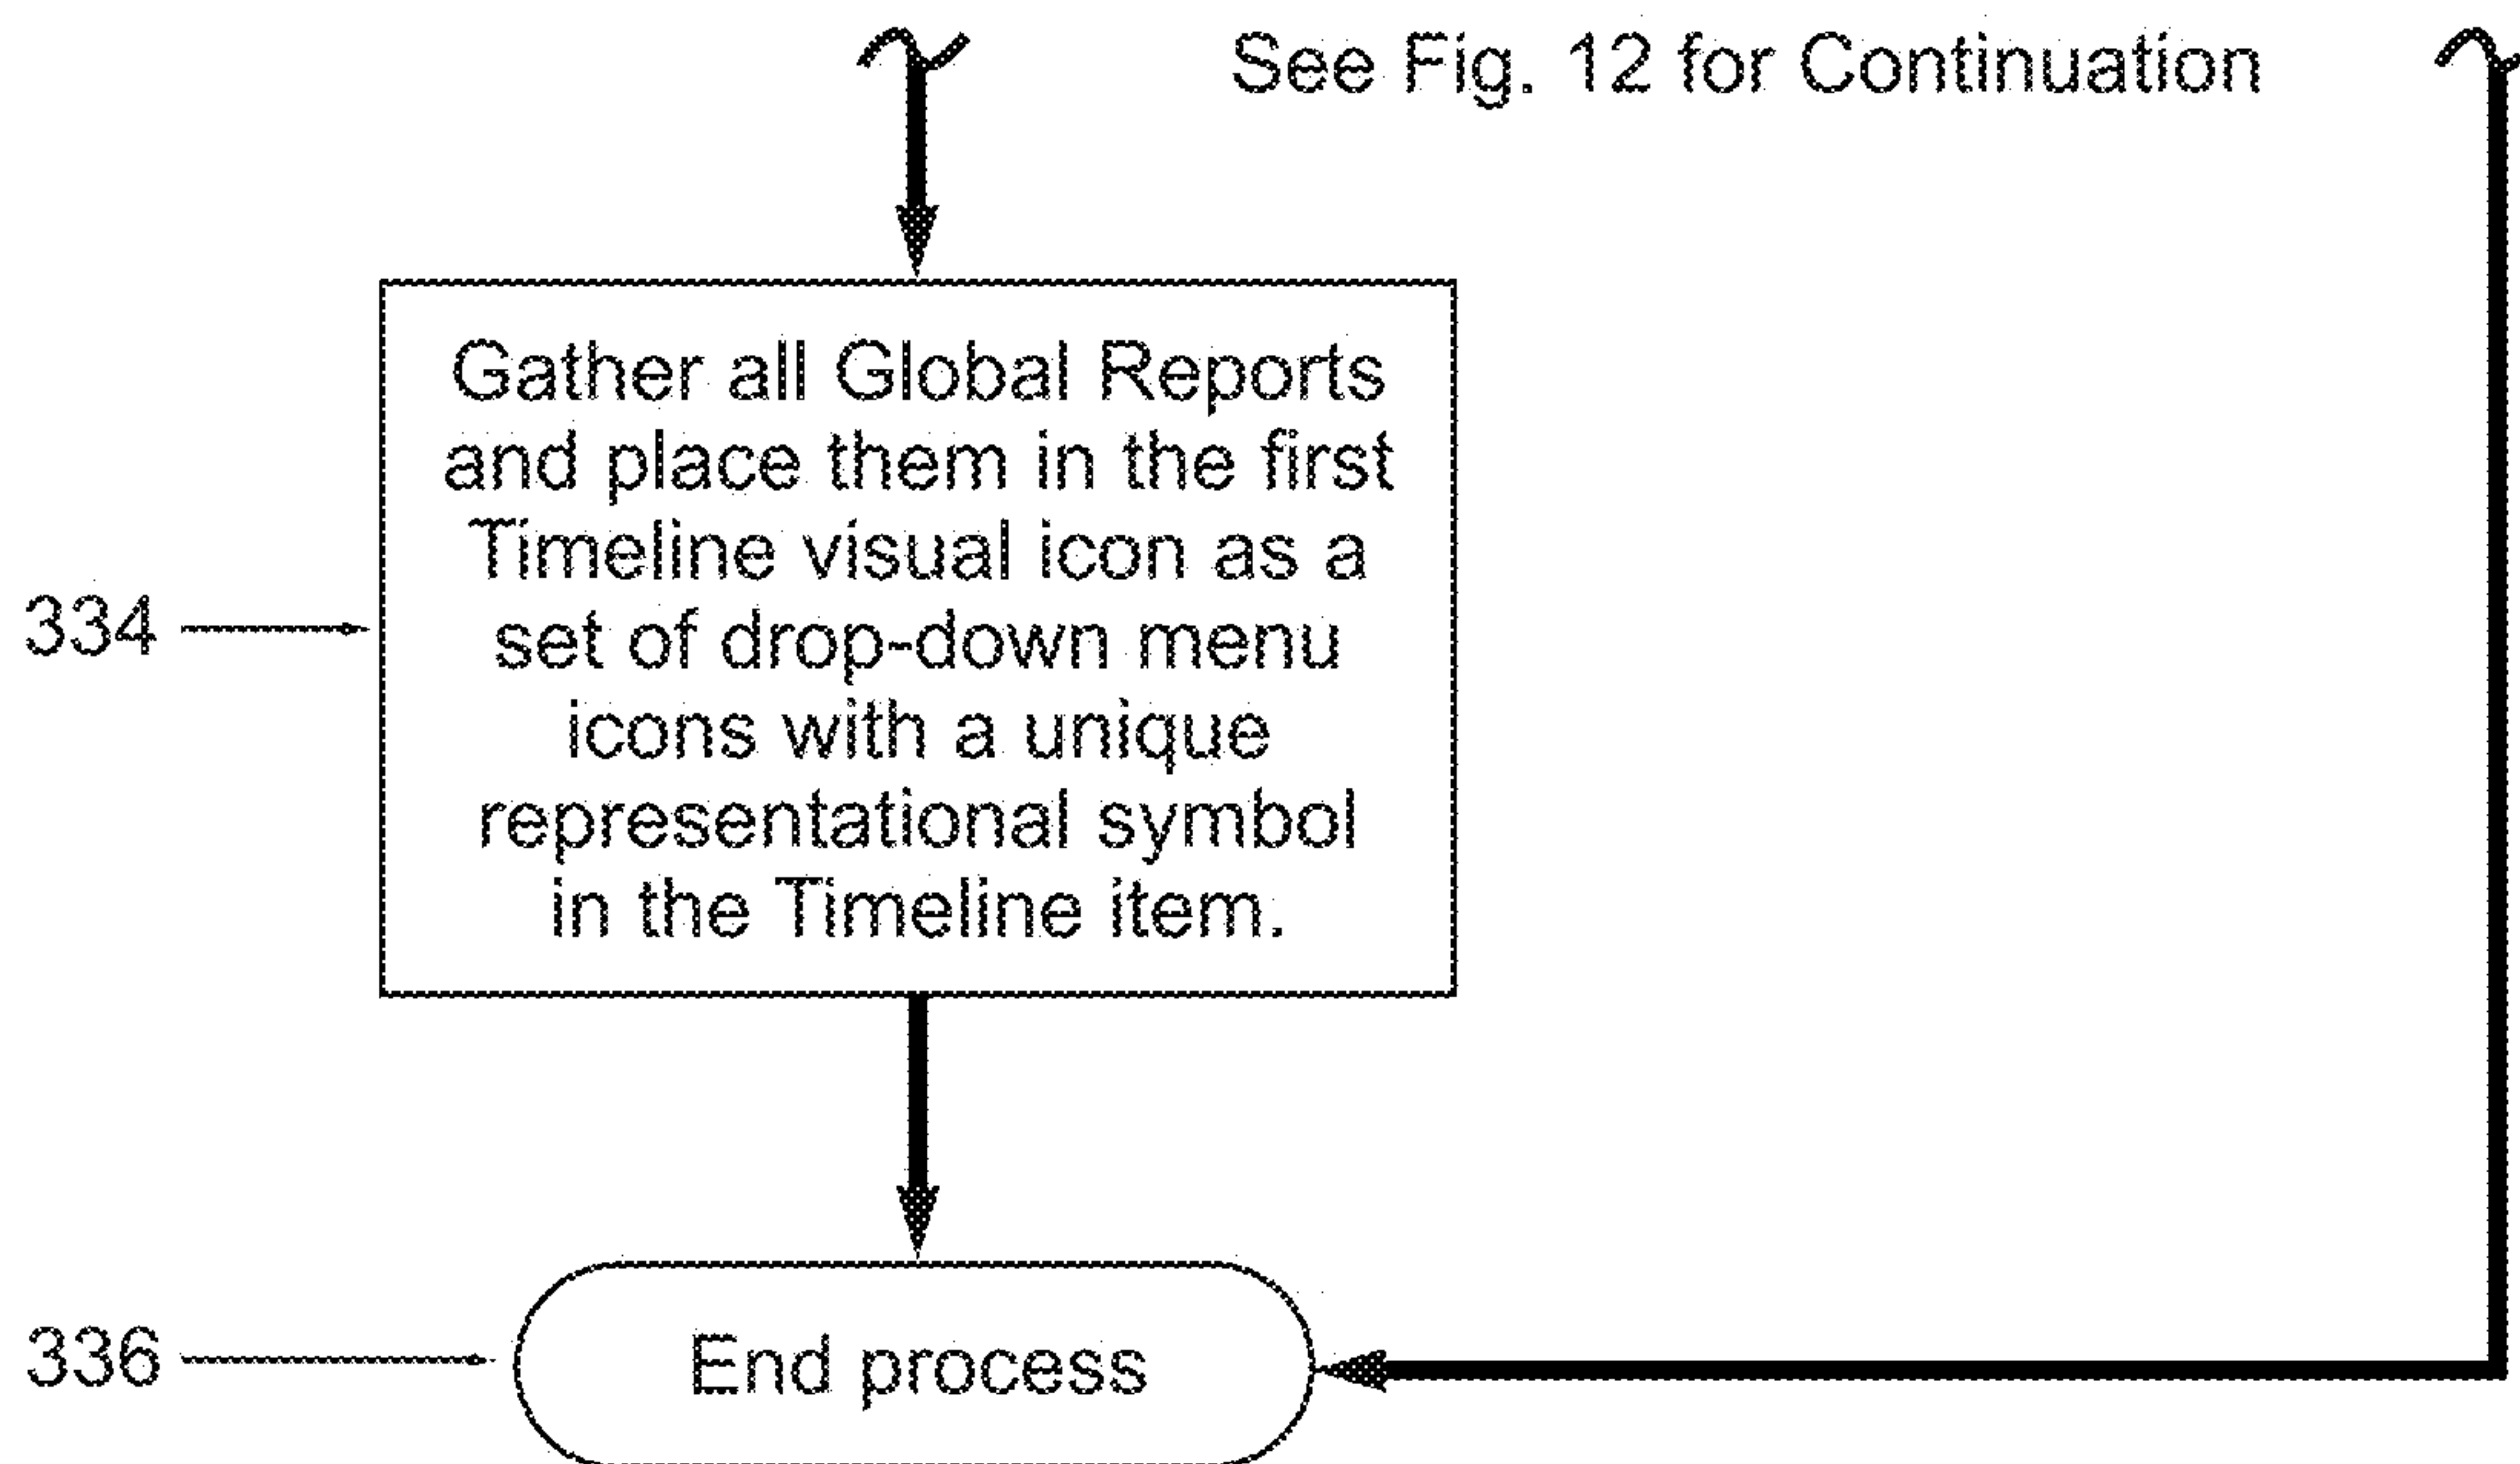 See Fig. 12 for Continuation
Gather all Global Reports
and place them in the first
Timeline visual icon as a
set of drop-down menu
icons with a unique
representational symbol
in the Timeline item.
334
End process
336